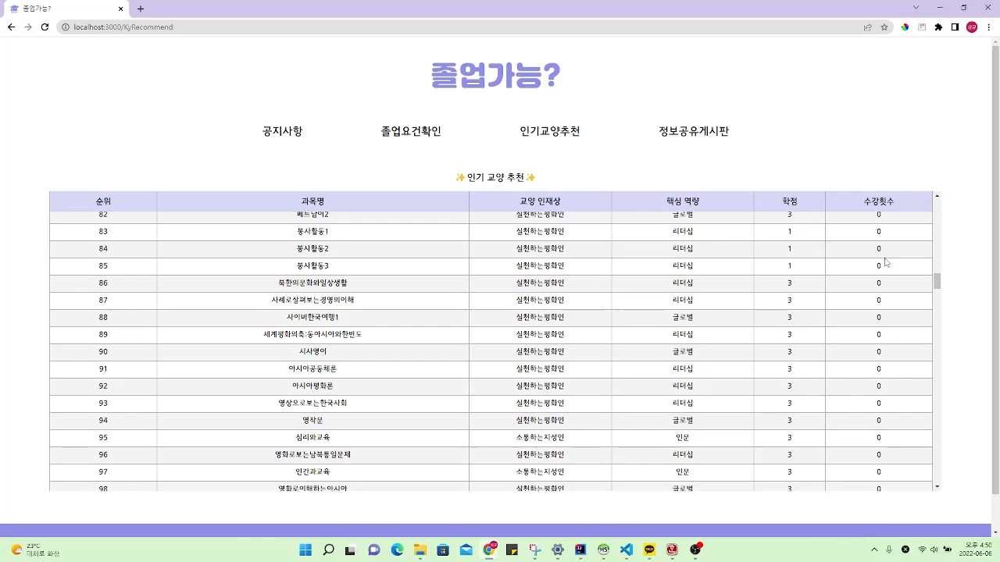 졸업가능?
localhost:3000/KyRecommend
졸업가능?
공지사항 졸업요건확인 인기교양추천 정보공유게시판
✨인기 교양 추천✨
순위 과목명 교양 인재상 핵심 역량 학점 수강횟수
82 베트남어2 실천하는평화인 글로벌 3 0
83 봉사활동1 실천하는평화인 리더십 1 0
84 봉사활동2 실천하는평화인 리더십 1 0
85 봉사활동3 실천하는평화인 리더십 1 0
86 북한의문화와일상생활 실천하는평화인 리더십 3 0
87 사례로살펴보는경영의이해 실천하는평화인 리더십 3 0
88 사이버한국여행1 실천하는평화인 글로벌 3 0
89 세계평화의축:동아시아와한반도 실천하는평화인 리더십 3 0
90 시사영어 실천하는평화인 글로벌 3 0
91 아시아공동체론 실천하는평화인 리더십 3 0
92 아시아평화론 실천하는평화인 리더십 3 0
93 영상으로보는한국사회 실천하는평화인 리더십 3 0
94 영작문 실천하는평화인 글로벌 3 0
95 심리와교육 소통하는지성인 인문 3 0
96 영화로보는남북통일문제 실천하는평화인 리더십 3 0
97 인간과교육 소통하는지성인 인문 3 0
98 영화로이해하는아시아 실천하는평화인 글로벌 3 0
23°C
대체로 화창
오후 4:50
2022-06-06